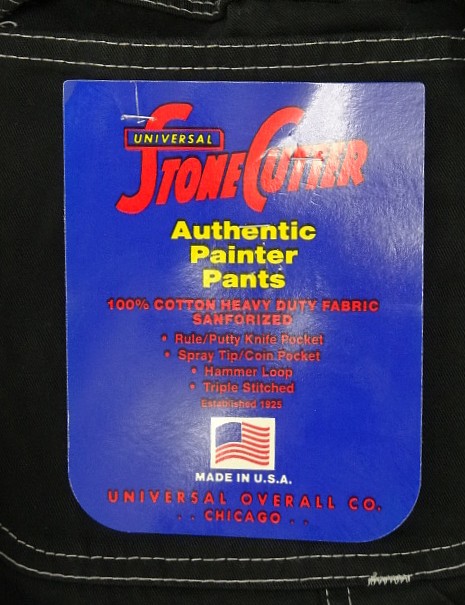 UNIVERSAL
STONECUTTER
Authentic
Painter
Pants
100% COTTON HEAVY DUTY FABRIC
SANFORIZED
• Rule/Putty Knife Pocket
• Spray Tip/Coin Pocket
• Hammer Loop
• Triple Stitched
Established 1925
MADE IN U.S.A.
UNIVERSAL OVERALL CO.
- - CHICAGO - -